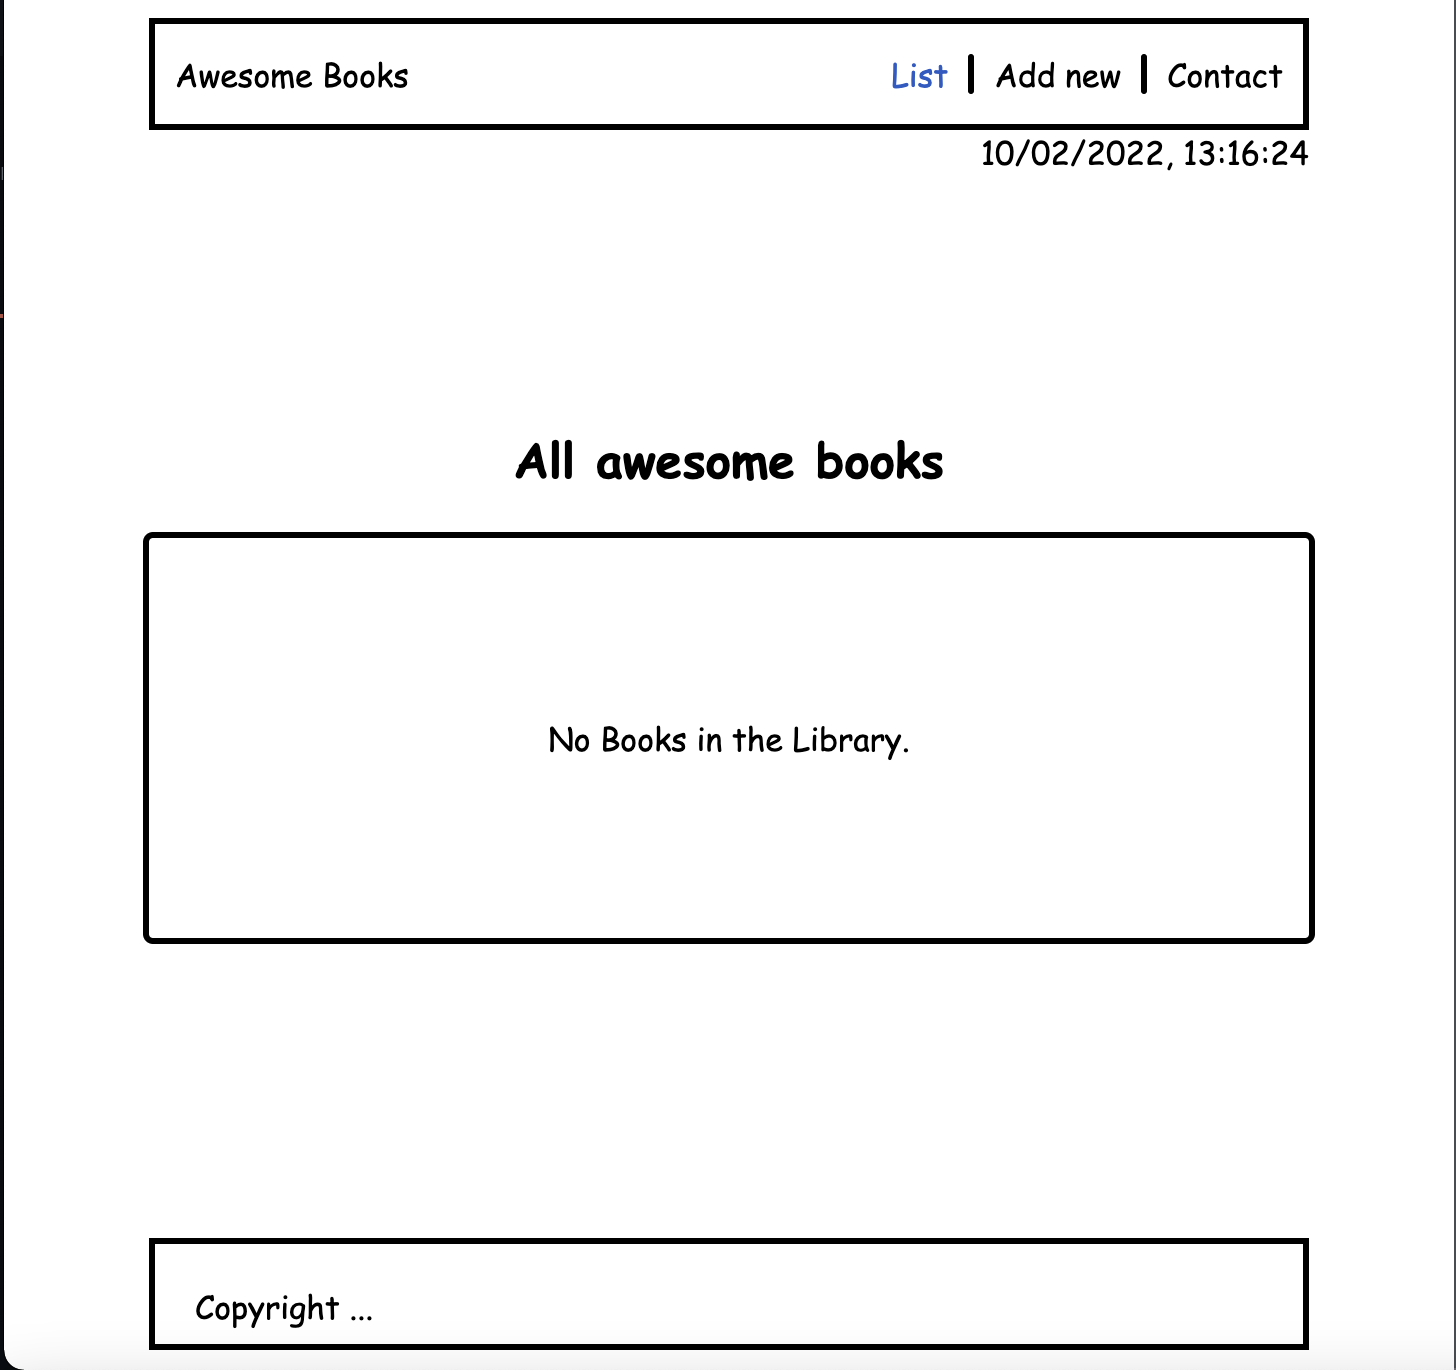 Awesome Books List Add new Contact
10/02/2022, 13:16:24
All awesome books
No Books in the Library.
Copyright ...